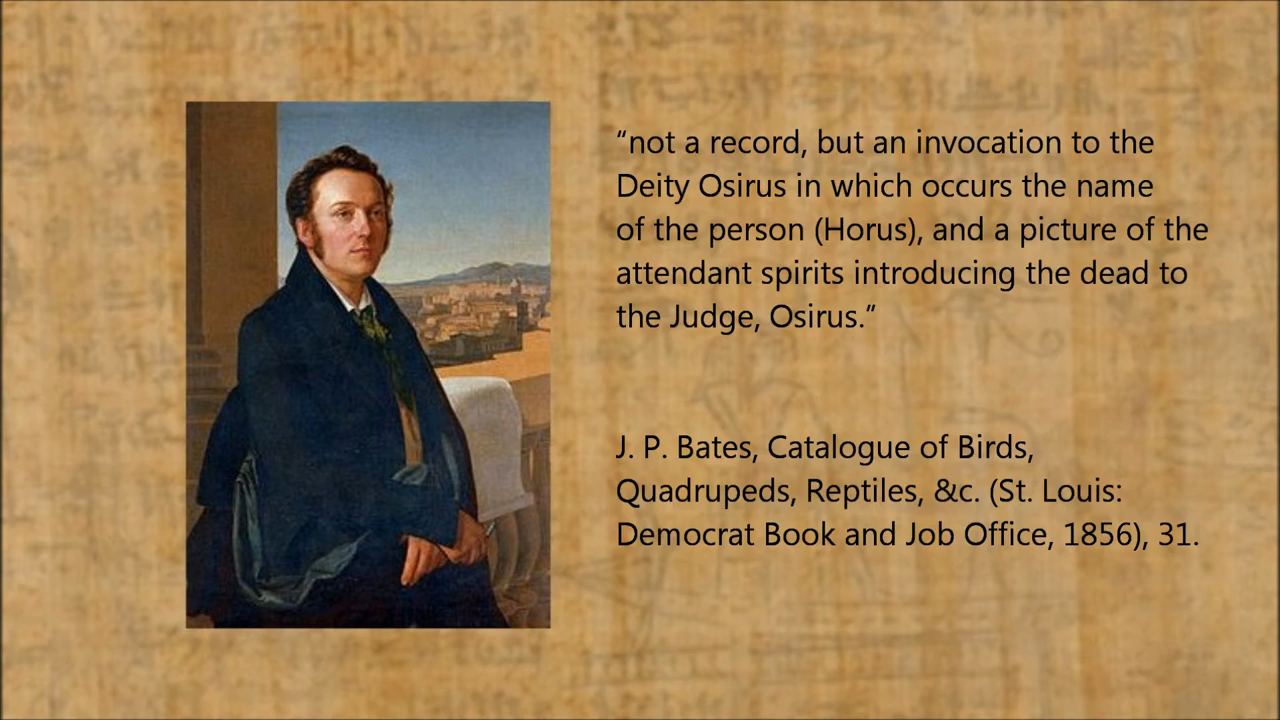 “not a record, but an invocation to the
Deity Osirus in which occurs the name
of the person (Horus), and a picture of the
attendant spirits introducing the dead to
the Judge, Osirus.”
J. P. Bates, Catalogue of Birds,
Quadrupeds, Reptiles, &c. (St. Louis:
Democrat Book and Job Office, 1856), 31.